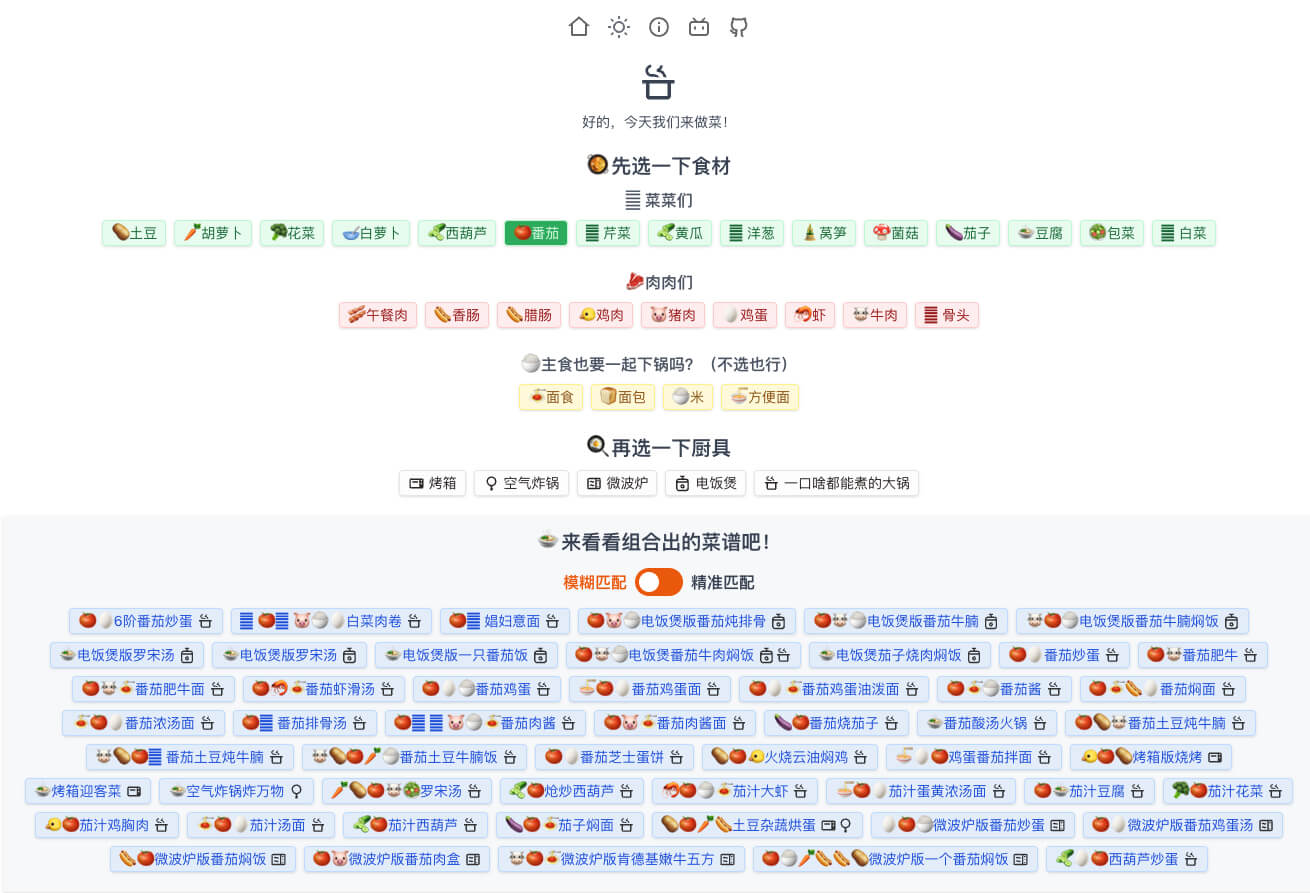 好的，今天我们来做菜！
先选一下食材
菜菜们
土豆 胡萝卜 花菜 白萝卜 西葫芦 番茄 芹菜 黄瓜 洋葱 莴笋 菌菇 茄子 豆腐 包菜 白菜
肉肉们
午餐肉 香肠 腊肠 鸡肉 猪肉 鸡蛋 虾 牛肉 骨头
主食也要一起下锅吗？（不选也行）
面食 面包 米 方便面
再选一下厨具
烤箱 空气炸锅 微波炉 电饭煲 一口啥都能煮的大锅
来看看组合出的菜谱吧！
模糊匹配 精准匹配
6阶番茄炒蛋 白菜肉卷 娼妇意面 电饭煲版番茄炖排骨 电饭煲版番茄牛腩 电饭煲版番茄牛腩焖饭
电饭煲版罗宋汤 电饭煲版罗宋汤 电饭煲版一只番茄饭 电饭煲番茄牛肉焖饭 电饭煲茄子烧肉焖饭 番茄炒蛋 番茄肥牛
番茄肥牛面 番茄虾滑汤 番茄鸡蛋 番茄鸡蛋面 番茄鸡蛋油泼面 番茄酱 番茄焖面
番茄浓汤面 番茄排骨汤 番茄肉酱 番茄肉酱面 番茄烧茄子 番茄酸汤火锅 番茄土豆炖牛腩
番茄土豆炖牛腩 番茄土豆牛腩饭 番茄芝士蛋饼 火烧云油焖鸡 鸡蛋番茄拌面 烤箱版烧烤
烤箱迎客菜 空气炸锅炸万物 罗宋汤 炝炒西葫芦 茄汁大虾 茄汁蛋黄浓汤面 茄汁豆腐 茄汁花菜
茄汁鸡胸肉 茄汁汤面 茄汁西葫芦 茄子焖面 土豆杂蔬烘蛋 微波炉版番茄炒蛋 微波炉版番茄鸡蛋汤
微波炉版番茄焖饭 微波炉版番茄肉盒 微波炉版肯德基嫩牛五方 微波炉版一个番茄焖饭 西葫芦炒蛋